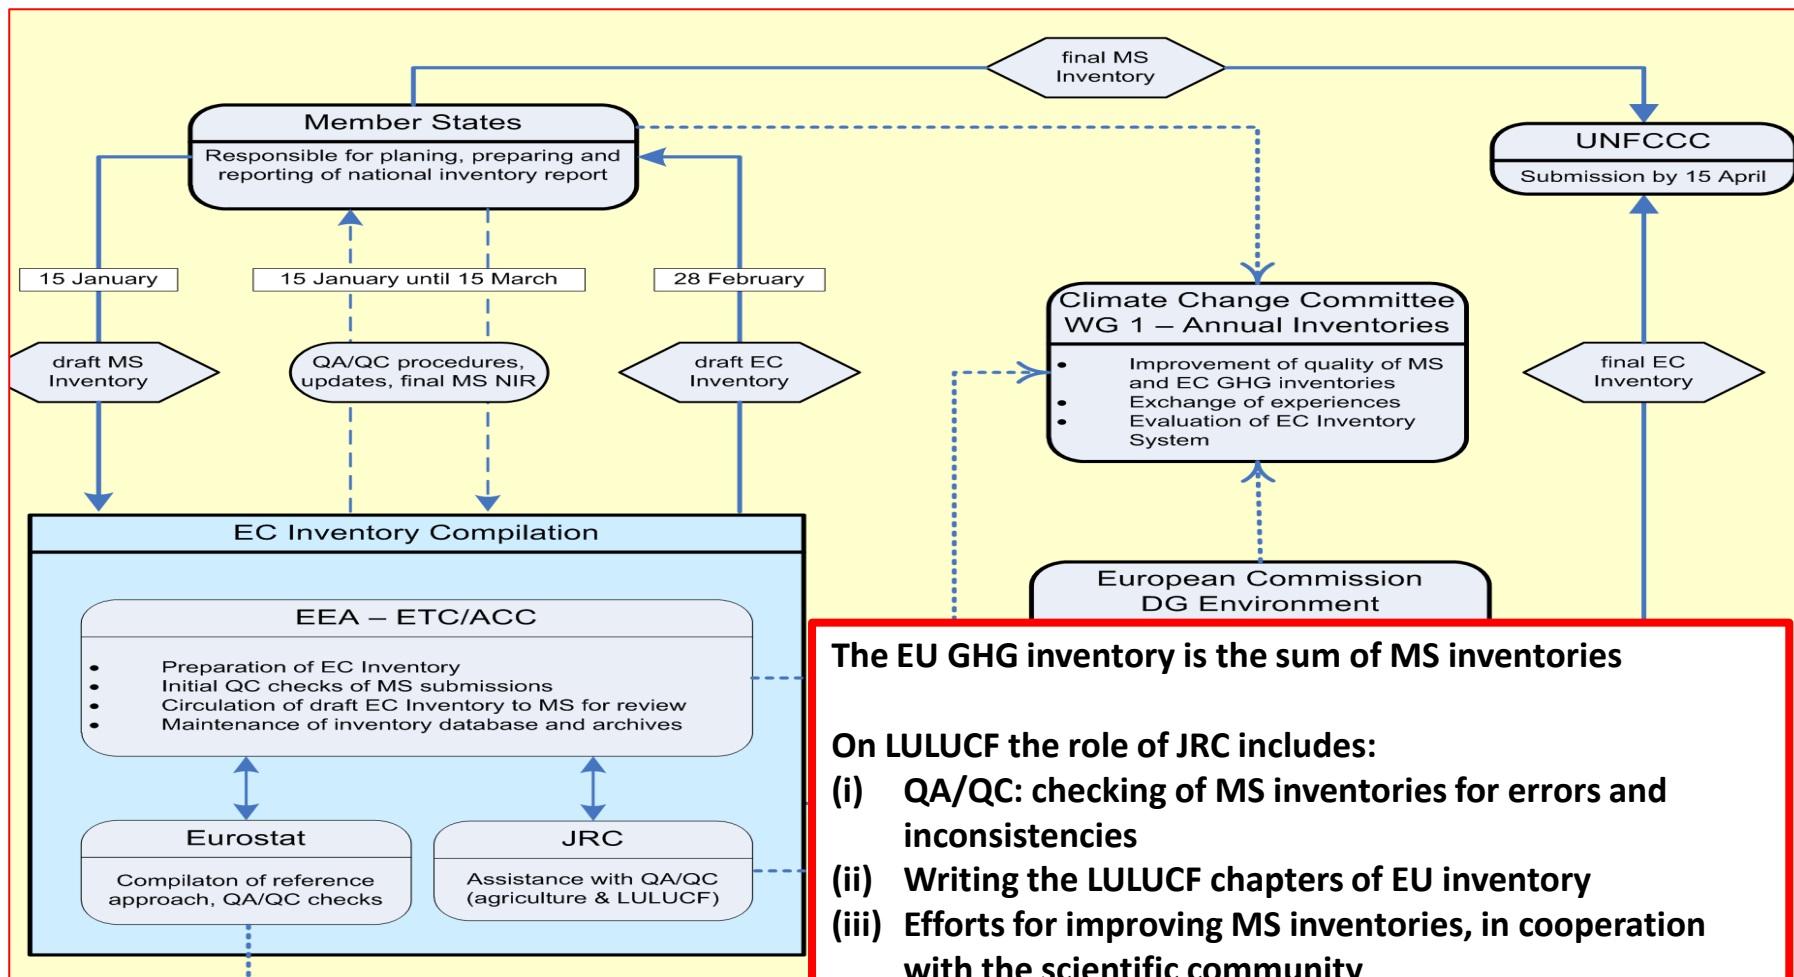 final MS
Inventory
Member States
Responsible for planing, preparing and
reporting of national inventory report
UNFCCC
Submission by 15 April
15 January
15 January until 15 March
28 February
draft MS
Inventory
QA/QC procedures,
updates, final MS NIR
draft EC
Inventory
Climate Change Committee
WG 1 – Annual Inventories
• Improvement of quality of MS
and EC GHG inventories
• Exchange of experiences
• Evaluation of EC Inventory
System
final EC
Inventory
EC Inventory Compilation
EEA – ETC/ACC
• Preparation of EC Inventory
• Initial QC checks of MS submissions
• Circulation of draft EC Inventory to MS for review
• Maintenance of inventory database and archives
Eurostat
Compilaton of reference
approach, QA/QC checks
JRC
Assistance with QA/QC
(agriculture & LULUCF)
European Commission
DG Environment
The EU GHG inventory is the sum of MS inventories
On LULUCF the role of JRC includes:
(i) QA/QC: checking of MS inventories for errors and
inconsistencies
(ii) Writing the LULUCF chapters of EU inventory
(iii) Efforts for improving MS inventories, in cooperation
with the scientific community